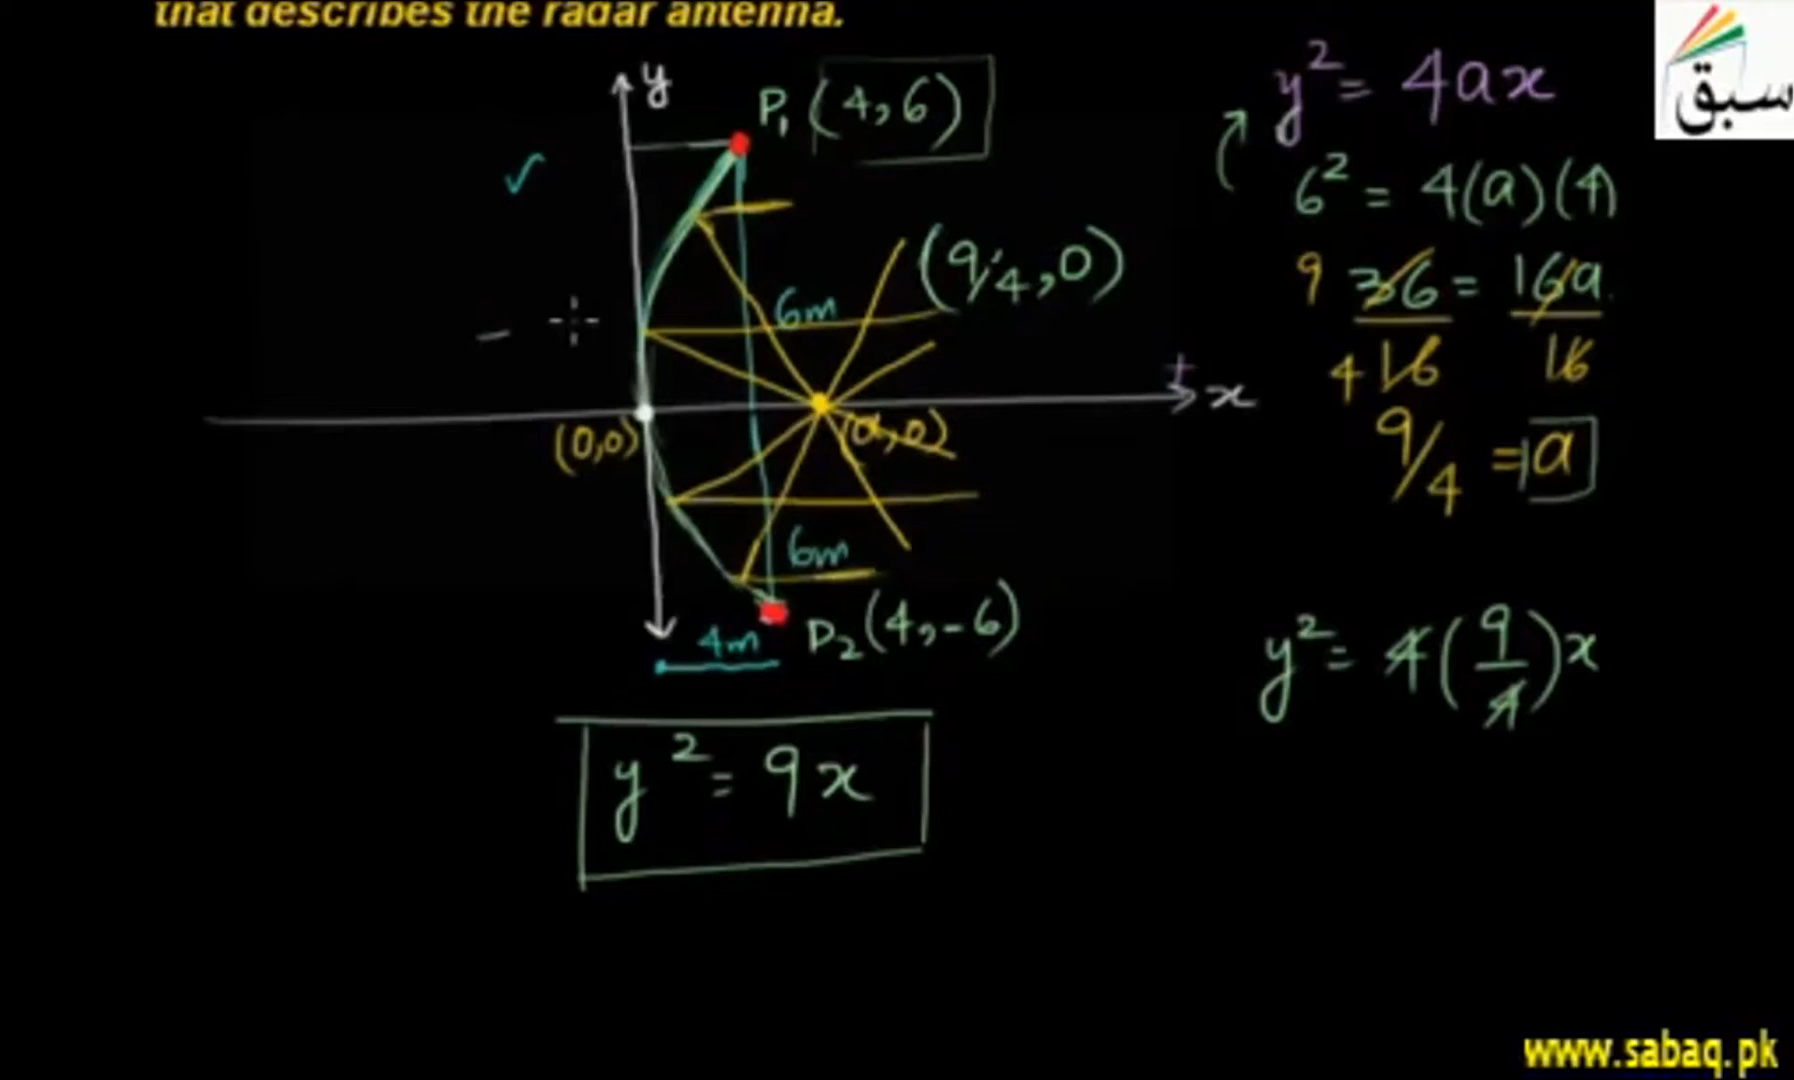 that describes the radar antenna.
سبق
y
P₁ (4,6)
y² = 4ax
6² = 4(a)(4)
(9/4,0)
6m
9 36 = 16a
4 16 16
+
x
(0,0)
(a,0)
9/4 = a
6m
4m
P₂(4,-6)
y² = 4(9/4)x
y² = 9x
www.sabaq.pk